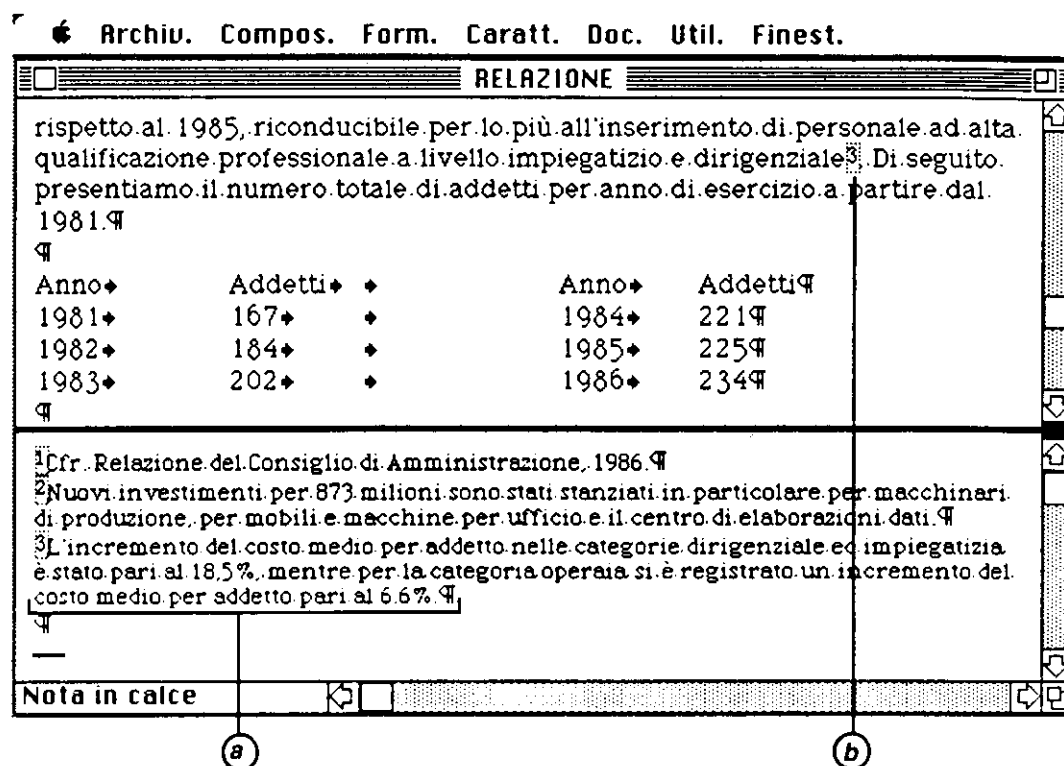 Archiv. Compos. Form. Caratt. Doc. Util. Finest.
RELAZIONE
rispetto al 1985, riconducibile per lo più all'inserimento di personale ad alta
qualificazione professionale a livello impiegatizio e dirigenziale3. Di seguito
presentiamo il numero totale di addetti per anno di esercizio a partire dal
1981.¶
¶
Anno Addetti Anno Addetti¶
1981 167 1984 221¶
1982 184 1985 225¶
1983 202 1986 234¶
¶
1Cfr. Relazione del Consiglio di Amministrazione, 1986.¶
2Nuovi investimenti per 873 milioni sono stati stanziati in particolare per macchinari
di produzione, per mobili e macchine per ufficio e il centro di elaborazioni dati.¶
3L'incremento del costo medio per addetto nelle categorie dirigenziale ed impiegatizia
è stato pari al 18,5%, mentre per la categoria operaia si è registrato un incremento del
costo medio per addetto pari al 6.6%.¶
¶
Nota in calce
a b